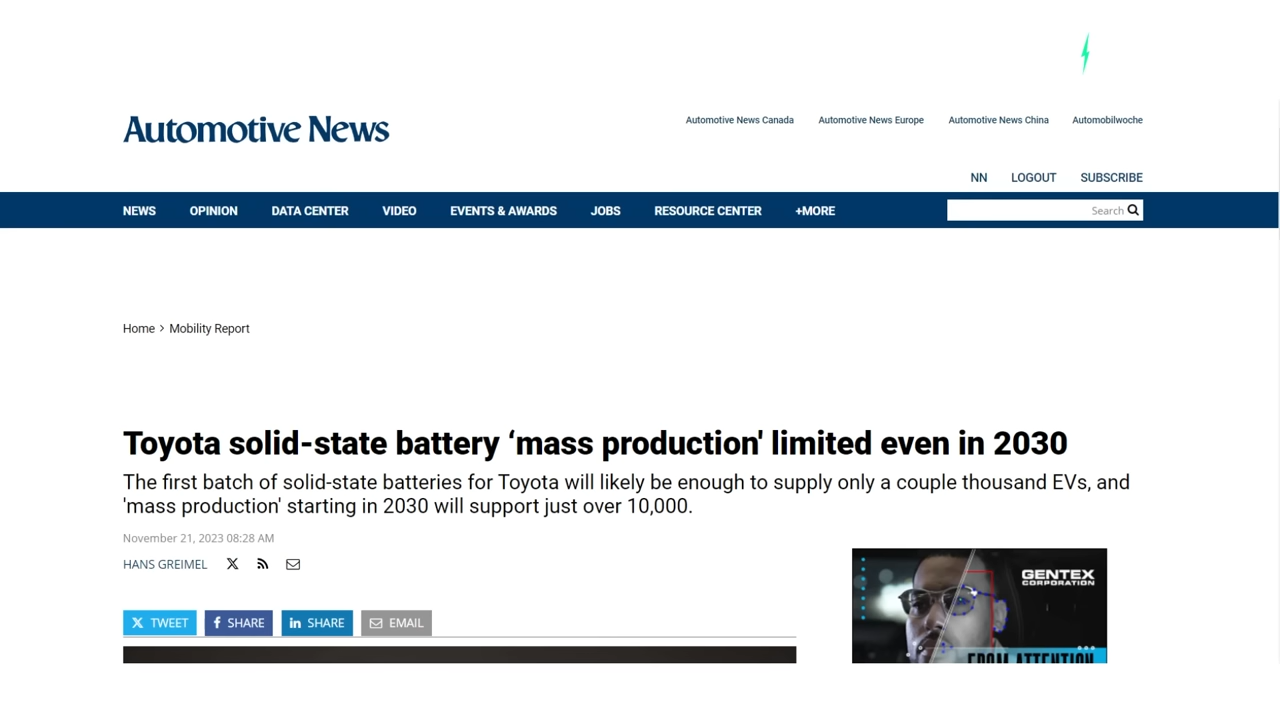 Automotive News
Automotive News Canada Automotive News Europe Automotive News China Automobilwoche
NN LOGOUT SUBSCRIBE
NEWS OPINION DATA CENTER VIDEO EVENTS & AWARDS JOBS RESOURCE CENTER +MORE Search
Home > Mobility Report
Toyota solid-state battery ‘mass production' limited even in 2030
The first batch of solid-state batteries for Toyota will likely be enough to supply only a couple thousand EVs, and
'mass production' starting in 2030 will support just over 10,000.
November 21, 2023 08:28 AM
HANS GREIMEL
TWEET SHARE SHARE EMAIL
GENTEX
CORPORATION
FROM ATTENTION